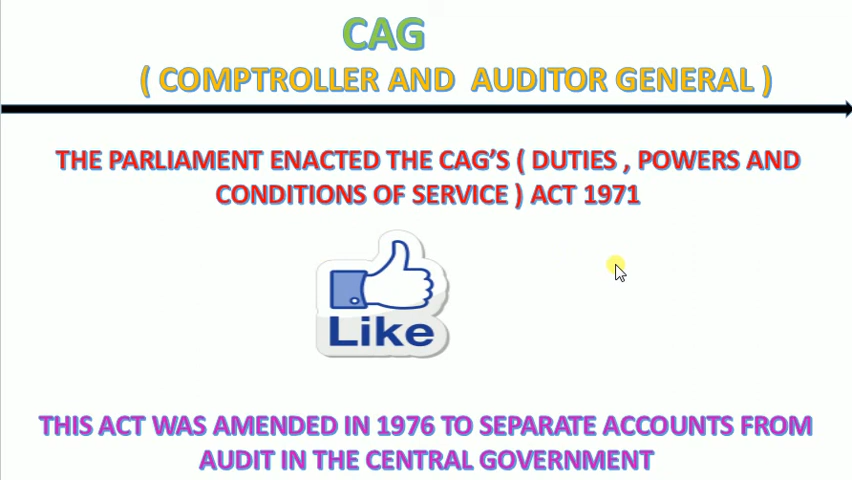 CAG
( COMPTROLLER AND AUDITOR GENERAL )
THE PARLIAMENT ENACTED THE CAG'S ( DUTIES , POWERS AND
CONDITIONS OF SERVICE ) ACT 1971
Like
THIS ACT WAS AMENDED IN 1976 TO SEPARATE ACCOUNTS FROM
AUDIT IN THE CENTRAL GOVERNMENT